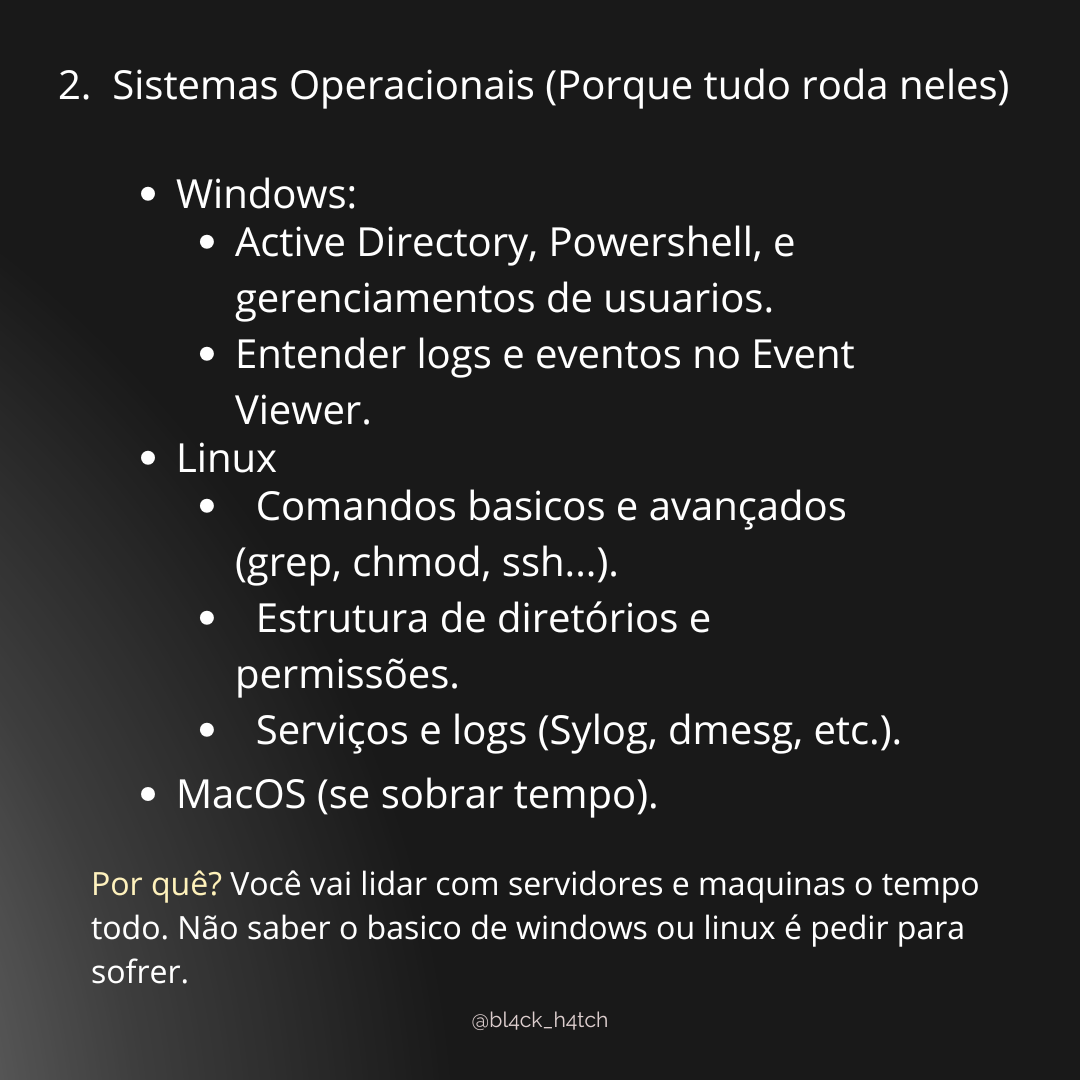 2. Sistemas Operacionais (Porque tudo roda neles)
• Windows:
• Active Directory, Powershell, e
gerenciamentos de usuarios.
• Entender logs e eventos no Event
Viewer.
• Linux
• Comandos basicos e avançados
(grep, chmod, ssh...).
• Estrutura de diretórios e
permissões.
• Serviços e logs (Sylog, dmesg, etc.).
• MacOS (se sobrar tempo).
Por quê? Você vai lidar com servidores e maquinas o tempo
todo. Não saber o basico de windows ou linux é pedir para
sofrer.
@bl4ck_h4tch